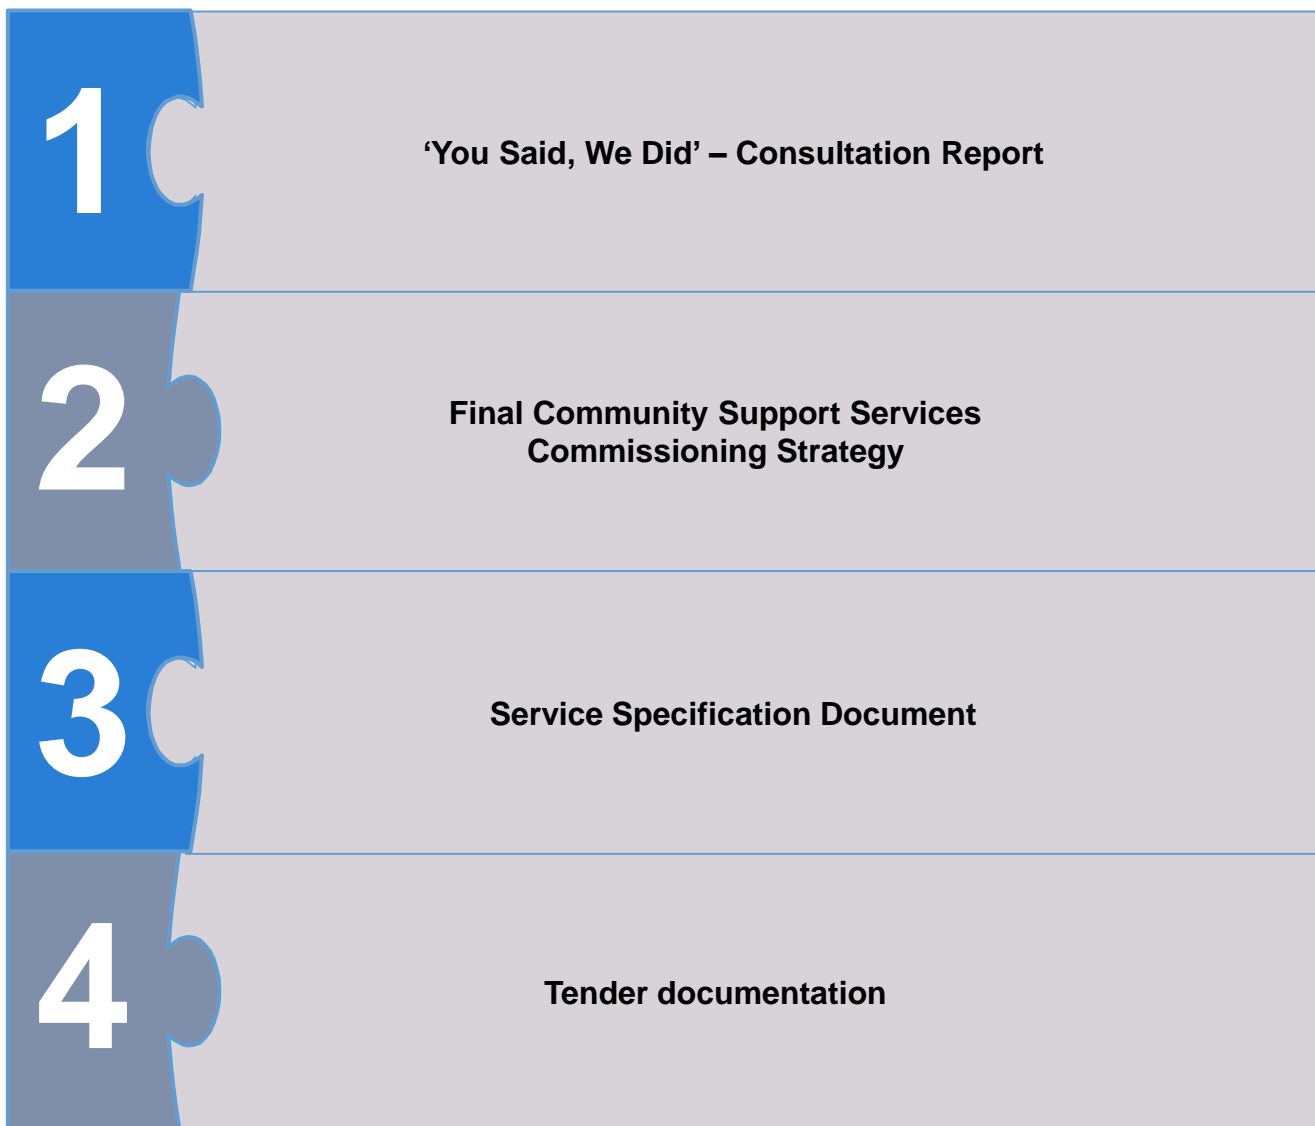 1
‘You Said, We Did’ – Consultation Report
2
Final Community Support Services
Commissioning Strategy
3
Service Specification Document
4
Tender documentation